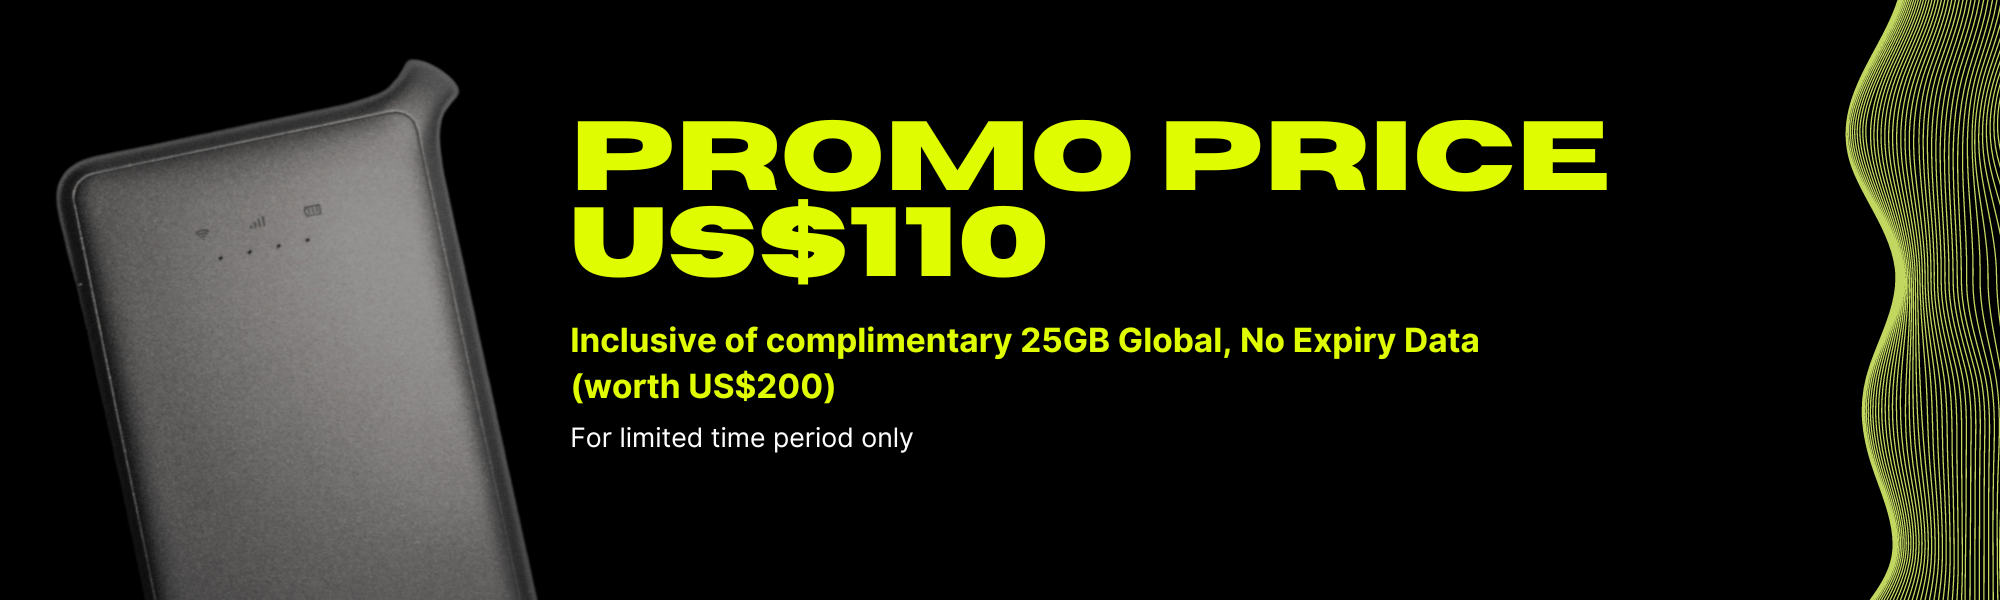 PROMO PRICE
US$110
Inclusive of complimentary 25GB Global, No Expiry Data
(worth US$200)
For limited time period only